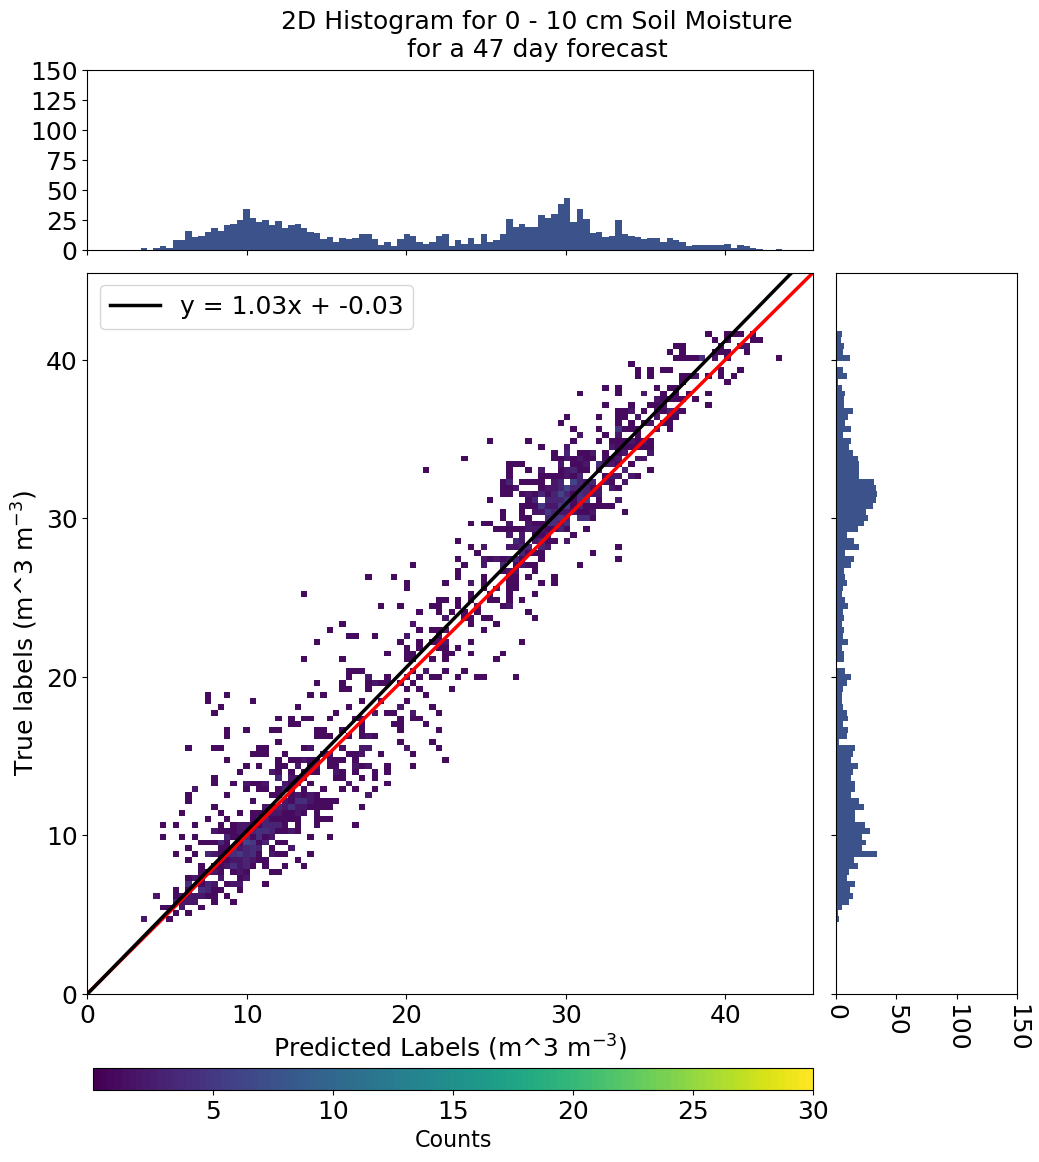 2D Histogram for 0 - 10 cm Soil Moisture
for a 47 day forecast
150
125
100
75
50
25
0
y = 1.03x + -0.03
40
30
20
10
0
True labels (m^3 m⁻³)
0 10 20 30 40
Predicted Labels (m^3 m⁻³)
0 50 100 150
5 10 15 20 25 30
Counts